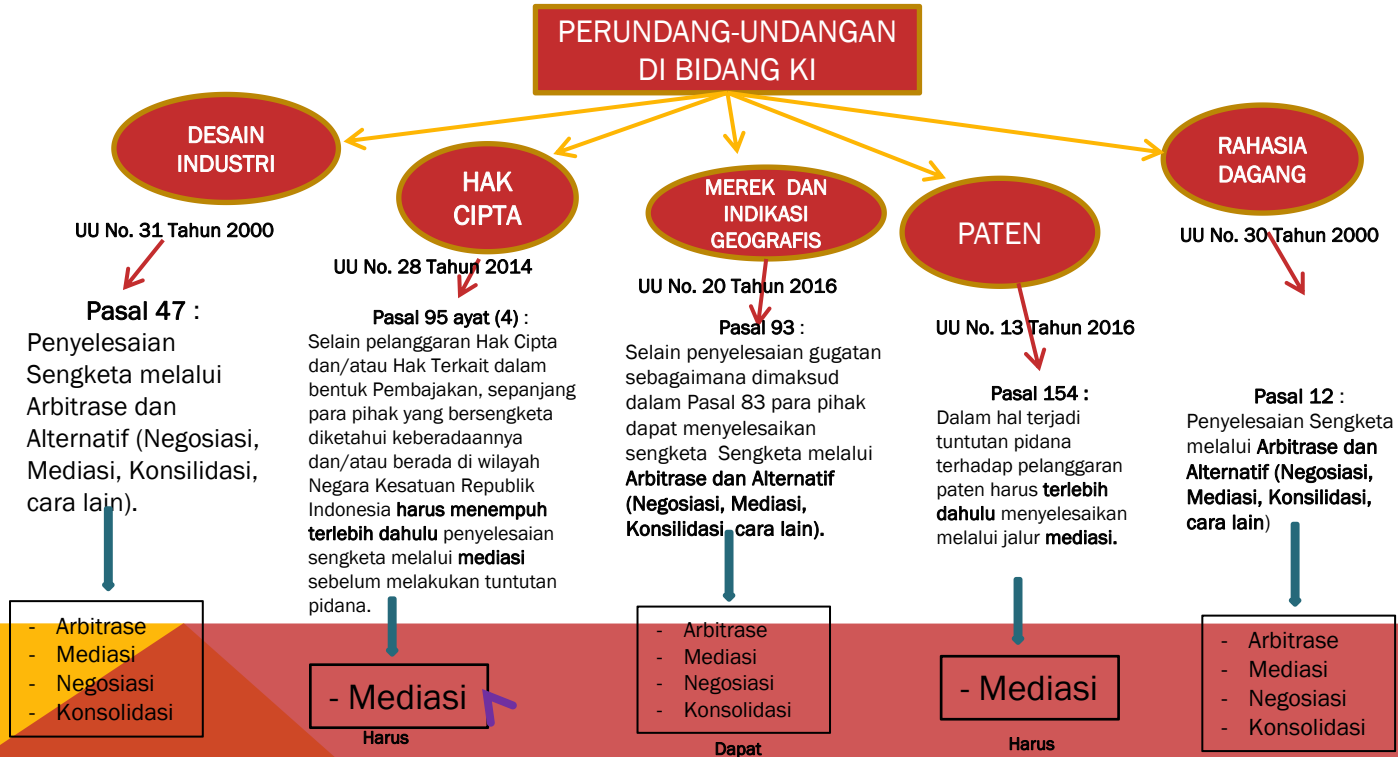 PERUNDANG-UNDANGAN
DI BIDANG KI
DESAIN
INDUSTRI
UU No. 31 Tahun 2000
Pasal 47 :
Penyelesaian
Sengketa melalui
Arbitrase dan
Alternatif (Negosiasi,
Mediasi, Konsilidasi,
cara lain).
- Arbitrase
- Mediasi
- Negosiasi
- Konsolidasi
HAK
CIPTA
UU No. 28 Tahun 2014
Pasal 95 ayat (4) :
Selain pelanggaran Hak Cipta
dan/atau Hak Terkait dalam
bentuk Pembajakan, sepanjang
para pihak yang bersengketa
diketahui keberadaannya
dan/atau berada di wilayah
Negara Kesatuan Republik
Indonesia harus menempuh
terlebih dahulu penyelesaian
sengketa melalui mediasi
sebelum melakukan tuntutan
pidana.
- Mediasi
Harus
MEREK DAN
INDIKASI
GEOGRAFIS
UU No. 20 Tahun 2016
Pasal 93 :
Selain penyelesaian gugatan
sebagaimana dimaksud
dalam Pasal 83 para pihak
dapat menyelesaikan
sengketa Sengketa melalui
Arbitrase dan Alternatif
(Negosiasi, Mediasi,
Konsilidasi, cara lain).
- Arbitrase
- Mediasi
- Negosiasi
- Konsolidasi
Dapat
PATEN
UU No. 13 Tahun 2016
Pasal 154 :
Dalam hal terjadi
tuntutan pidana
terhadap pelanggaran
paten harus terlebih
dahulu menyelesaikan
melalui jalur mediasi.
- Mediasi
Harus
RAHASIA
DAGANG
UU No. 30 Tahun 2000
Pasal 12 :
Penyelesaian Sengketa
melalui Arbitrase dan
Alternatif (Negosiasi,
Mediasi, Konsilidasi,
cara lain)
- Arbitrase
- Mediasi
- Negosiasi
- Konsolidasi